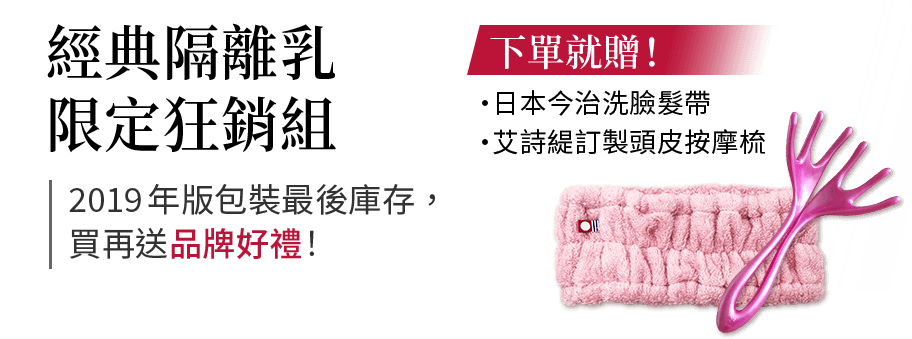 經典隔離乳
限定狂銷組
2019年版包裝最後庫存，
買再送品牌好禮！
下單就贈！
・日本今治洗臉髮帶
・艾詩緹訂製頭皮按摩梳